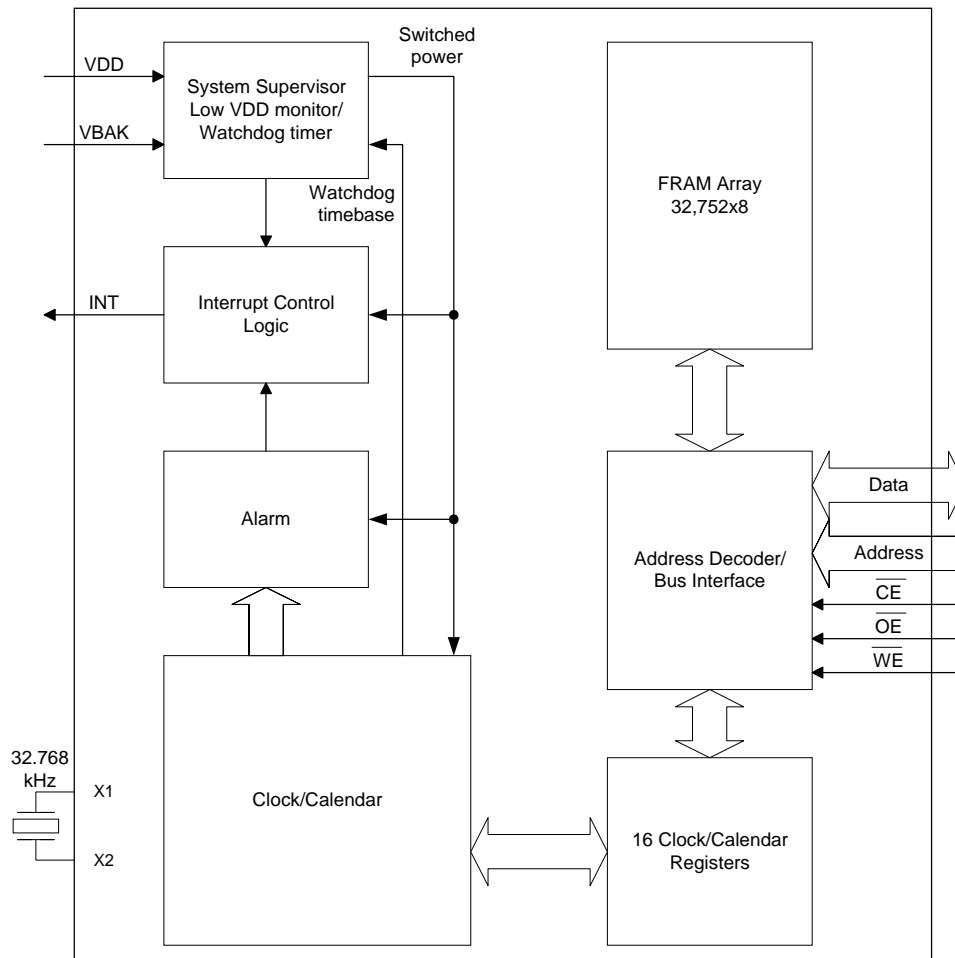 Switched
power
VDD
System Supervisor
Low VDD monitor/
Watchdog timer
VBAK
Watchdog
timebase
FRAM Array
32,752x8
INT
Interrupt Control
Logic
Alarm
Data
Address Decoder/
Bus Interface
Address
CE
OE
WE
32.768
kHz
X1
X2
Clock/Calendar
16 Clock/Calendar
Registers